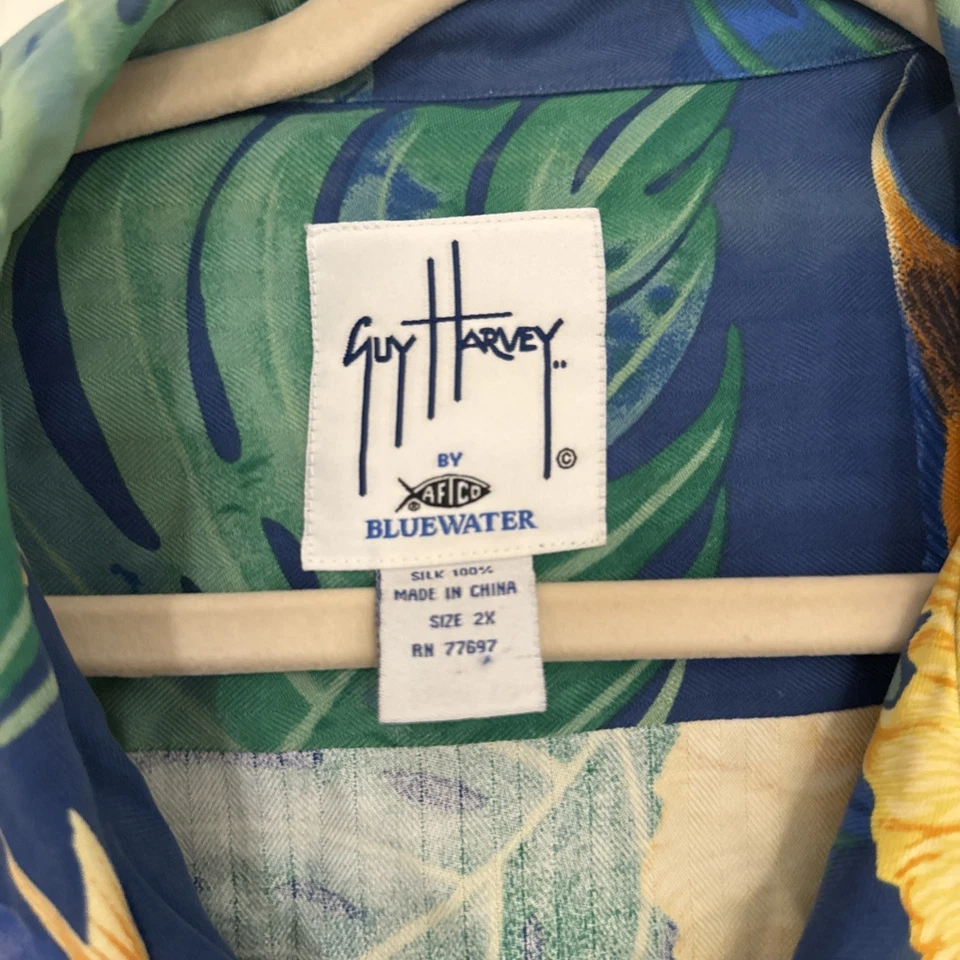 GUY HARVEY
©
BY
AFTCO
®
BLUEWATER
SILK 100%
MADE IN CHINA
SIZE 2X
RN 77697